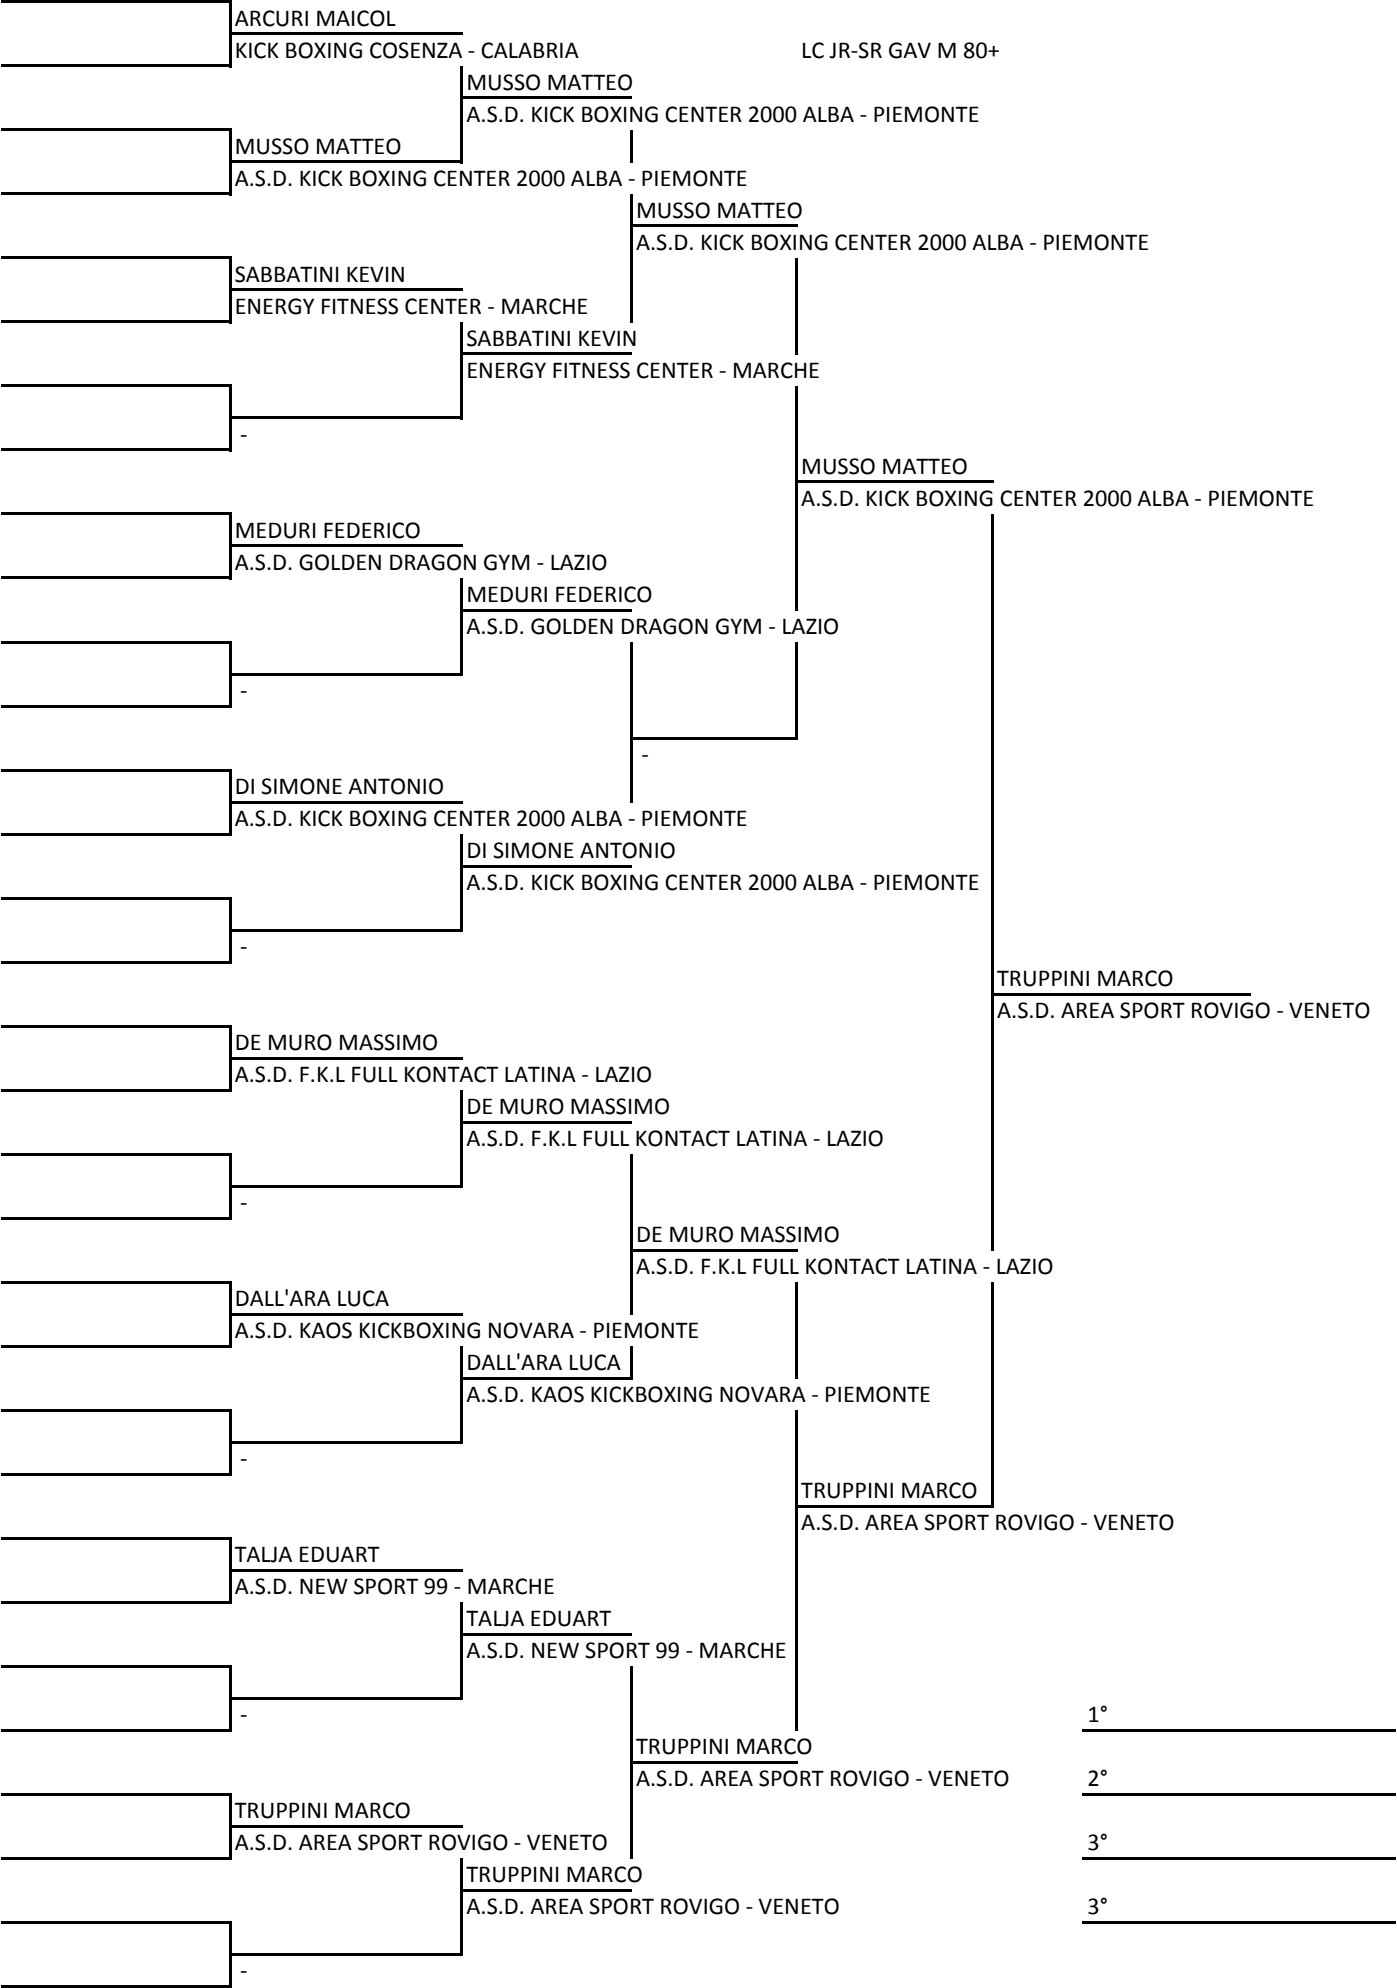 ARCURI MAICOL
KICK BOXING COSENZA - CALABRIA
LC JR-SR GAV M 80+
MUSSO MATTEO
A.S.D. KICK BOXING CENTER 2000 ALBA - PIEMONTE
MUSSO MATTEO
A.S.D. KICK BOXING CENTER 2000 ALBA - PIEMONTE
MUSSO MATTEO
A.S.D. KICK BOXING CENTER 2000 ALBA - PIEMONTE
SABBATINI KEVIN
ENERGY FITNESS CENTER - MARCHE
SABBATINI KEVIN
ENERGY FITNESS CENTER - MARCHE
-
MUSSO MATTEO
A.S.D. KICK BOXING CENTER 2000 ALBA - PIEMONTE
MEDURI FEDERICO
A.S.D. GOLDEN DRAGON GYM - LAZIO
MEDURI FEDERICO
A.S.D. GOLDEN DRAGON GYM - LAZIO
-
-
DI SIMONE ANTONIO
A.S.D. KICK BOXING CENTER 2000 ALBA - PIEMONTE
DI SIMONE ANTONIO
A.S.D. KICK BOXING CENTER 2000 ALBA - PIEMONTE
-
TRUPPINI MARCO
A.S.D. AREA SPORT ROVIGO - VENETO
DE MURO MASSIMO
A.S.D. F.K.L FULL KONTACT LATINA - LAZIO
DE MURO MASSIMO
A.S.D. F.K.L FULL KONTACT LATINA - LAZIO
-
DE MURO MASSIMO
A.S.D. F.K.L FULL KONTACT LATINA - LAZIO
DALL'ARA LUCA
A.S.D. KAOS KICKBOXING NOVARA - PIEMONTE
DALL'ARA LUCA
A.S.D. KAOS KICKBOXING NOVARA - PIEMONTE
-
TRUPPINI MARCO
A.S.D. AREA SPORT ROVIGO - VENETO
TALJA EDUART
A.S.D. NEW SPORT 99 - MARCHE
TALJA EDUART
A.S.D. NEW SPORT 99 - MARCHE
-
1°
TRUPPINI MARCO
A.S.D. AREA SPORT ROVIGO - VENETO
2°
TRUPPINI MARCO
A.S.D. AREA SPORT ROVIGO - VENETO
3°
TRUPPINI MARCO
A.S.D. AREA SPORT ROVIGO - VENETO
3°
-